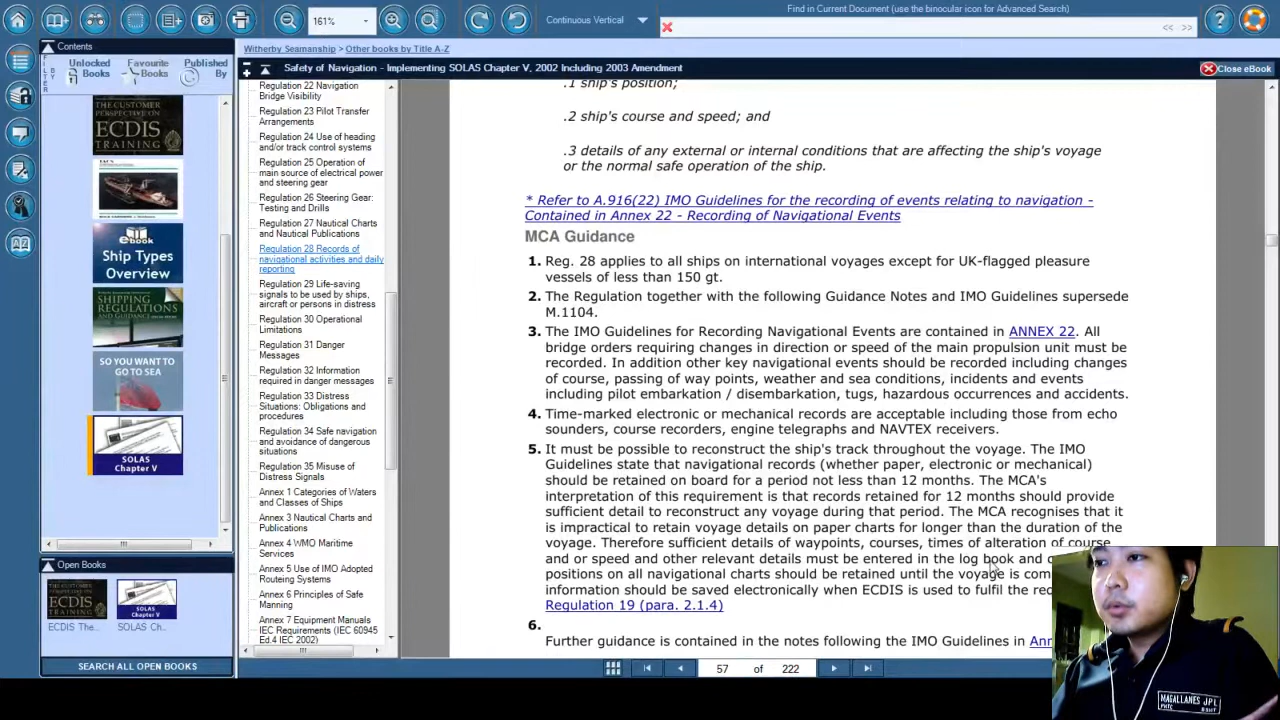 161%
Continuous Vertical
Find in Current Document (use the binocular icon for Advanced Search)
<< >>
Contents
FILTER BY
Unlocked Books
Favourite Books
Published By
THE CUSTOMER
PERSPECTIVE ON
ECDIS
TRAINING
eBook
Ship Types
Overview
SHIPPING
REGULATIONS
AND GUIDANCE
SO YOU WANT TO
GO TO SEA
SOLAS
Chapter V
Open Books
ECDIS
TRAINING
SOLAS
Chapter V
ECDIS The...
SOLAS Ch...
SEARCH ALL OPEN BOOKS
Witherby Seamanship > Other books by Title A-Z
Safety of Navigation - Implementing SOLAS Chapter V, 2002 Including 2003 Amendment
Close eBook
Regulation 22 Navigation
Bridge Visibility
Regulation 23 Pilot Transfer
Arrangements
Regulation 24 Use of heading
and/or track control systems
Regulation 25 Operation of
main source of electrical power
and steering gear
Regulation 26 Steering Gear:
Testing and Drills
Regulation 27 Nautical Charts
and Nautical Publications
Regulation 28 Records of
navigational activities and daily
reporting
Regulation 29 Life-saving
signals to be used by ships,
aircraft or persons in distress
Regulation 30 Operational
Limitations
Regulation 31 Danger
Messages
Regulation 32 Information
required in danger messages
Regulation 33 Distress
Situations: Obligations and
procedures
Regulation 34 Safe navigation
and avoidance of dangerous
situations
Regulation 35 Misuse of
Distress Signals
Annex 1 Categories of Waters
and Classes of Ships
Annex 3 Nautical Charts and
Publications
Annex 4 WMO Maritime
Services
Annex 5 Use of IMO Adopted
Routeing Systems
Annex 6 Principles of Safe
Manning
Annex 7 Equipment Manuals
IEC Requirements (IEC 60945
Ed.4 IEC 2002)
.1 ship's position;
.2 ship's course and speed; and
.3 details of any external or internal conditions that are affecting the ship's voyage
or the normal safe operation of the ship.
* Refer to A.916(22) IMO Guidelines for the recording of events relating to navigation -
Contained in Annex 22 - Recording of Navigational Events
MCA Guidance
1. Reg. 28 applies to all ships on international voyages except for UK-flagged pleasure
vessels of less than 150 gt.
2. The Regulation together with the following Guidance Notes and IMO Guidelines supersede
M.1104.
3. The IMO Guidelines for Recording Navigational Events are contained in ANNEX 22. All
bridge orders requiring changes in direction or speed of the main propulsion unit must be
recorded. In addition other key navigational events should be recorded including changes
of course, passing of way points, weather and sea conditions, incidents and events
including pilot embarkation / disembarkation, tugs, hazardous occurrences and accidents.
4. Time-marked electronic or mechanical records are acceptable including those from echo
sounders, course recorders, engine telegraphs and NAVTEX receivers.
5. It must be possible to reconstruct the ship's track throughout the voyage. The IMO
Guidelines state that navigational records (whether paper, electronic or mechanical)
should be retained on board for a period not less than 12 months. The MCA's
interpretation of this requirement is that records retained for 12 months should provide
sufficient detail to reconstruct any voyage during that period. The MCA recognises that it
is impractical to retain voyage details on paper charts for longer than the duration of the
voyage. Therefore sufficient details of waypoints, courses, times of alteration of course
and or speed and other relevant details must be entered in the log book and
positions on all navigational charts should be retained until the voyage is
information should be saved electronically when ECDIS is used to fulfil the
Regulation 19 (para. 2.1.4)
6.
Further guidance is contained in the notes following the IMO Guidelines in
57 of 222
MAGALLANES J.P.L.